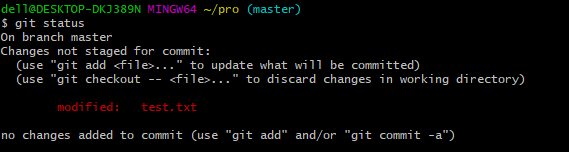 dell@DESKTOP-DKJ389N MINGW64 ~/pro (master)
$ git status
On branch master
Changes not staged for commit:
  (use "git add <file>..." to update what will be committed)
  (use "git checkout -- <file>..." to discard changes in working directory)
        modified:   test.txt
no changes added to commit (use "git add" and/or "git commit -a")